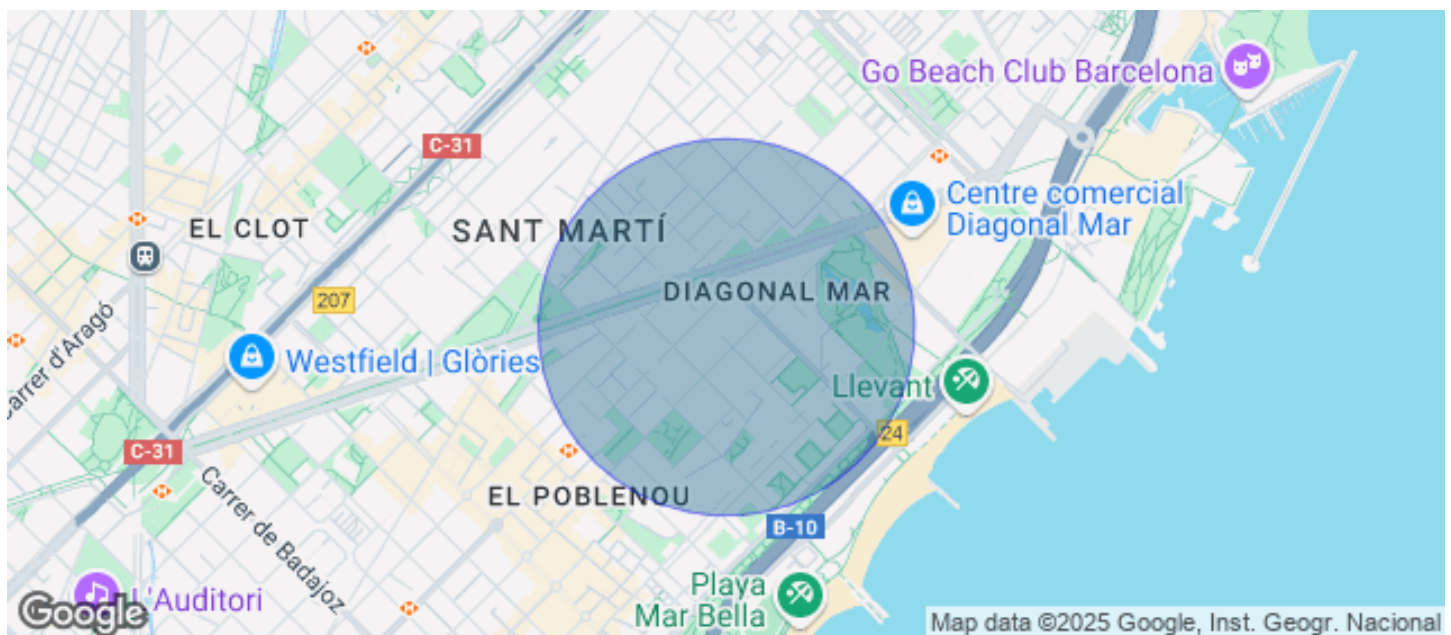 Go Beach Club Barcelona
C-31
Centre comercial
Diagonal Mar
EL CLOT
SANT MARTÍ
DIAGONAL MAR
207
Carrer d'Aragó
Westfield | Glòries
Llevant
24
C-31
EL POBLENOU
Carrer de Badajoz
B-10
Playa
Mar Bella
L'Auditori
Google
Map data ©2025 Google, Inst. Geogr. Nacional